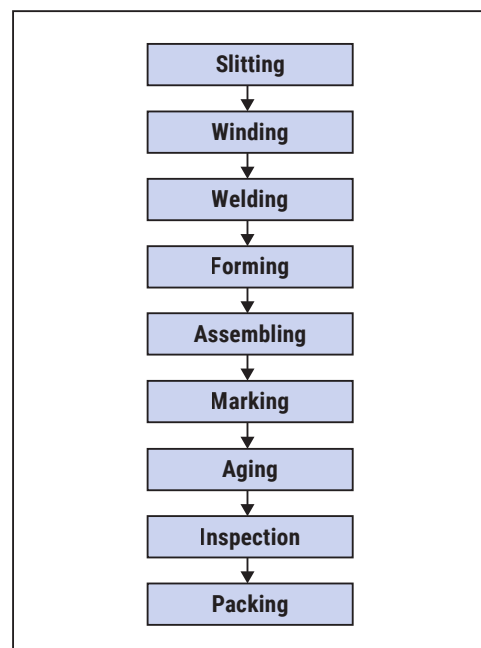 Slitting
Winding
Welding
Forming
Assembling
Marking
Aging
Inspection
Packing